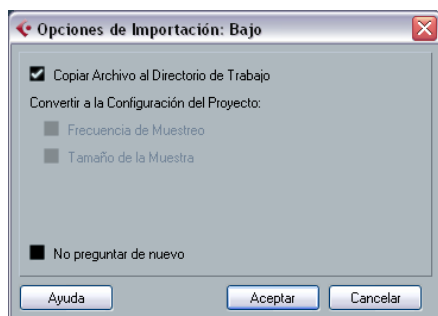 Opciones de Importación: Bajo
Copiar Archivo al Directorio de Trabajo
Convertir a la Configuración del Proyecto:
Frecuencia de Muestreo
Tamaño de la Muestra
No preguntar de nuevo
Ayuda Aceptar Cancelar